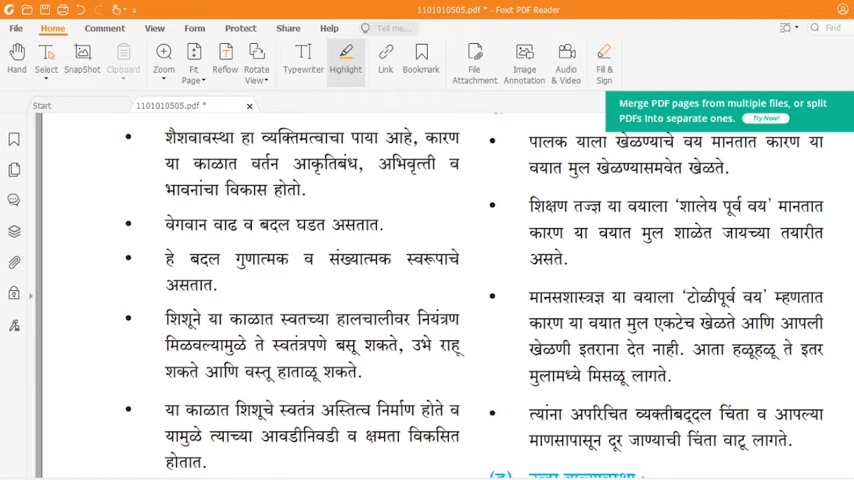 1101010505.pdf * - Foxit PDF Reader
File Home Comment View Form Protect Share Help Tell me... Find
Hand Select SnapShot Clipboard Zoom Fit Page Reflow Rotate View Typewriter Highlight Link Bookmark File Attachment Image Annotation Audio & Video Fill & Sign
Start 1101010505.pdf *
Merge PDF pages from multiple files, or split
PDFs into separate ones. Try Now!
• शैशवावस्था हा व्यक्तिमत्वाचा पाया आहे, कारण
या काळात वर्तन आकृतिबंध, अभिवृत्ती व
भावनांचा विकास होतो.
• वेगवान वाढ व बदल घडत असतात.
• हे बदल गुणात्मक व संख्यात्मक स्वरूपाचे
असतात.
• शिशूने या काळात स्वतच्या हालचालीवर नियंत्रण
मिळवल्यामुळे ते स्वतंत्रपणे बसू शकते, उभे राहू
शकते आणि वस्तू हाताळू शकते.
• या काळात शिशूचे स्वतंत्र अस्तित्व निर्माण होते व
यामुळे त्याच्या आवडीनिवडी व क्षमता विकसित
होतात.
• पालक याला खेळण्याचे वय मानतात कारण या
वयात मुल खेळण्यासमवेत खेळते.
• शिक्षण तज्ज्ञ या वयाला ‘शालेय पूर्व वय’ मानतात
कारण या वयात मुल शाळेत जायच्या तयारीत
असते.
• मानसशास्त्रज्ञ या वयाला ‘टोळीपूर्व वय’ म्हणतात
कारण या वयात मुल एकटेच खेळते आणि आपली
खेळणी इतराना देत नाही. आता हळूहळू ते इतर
मुलामध्ये मिसळू लागते.
• त्यांना अपरिचित व्यक्तीबद्दल चिंता व आपल्या
माणसापासून दूर जाण्याची चिंता वाटू लागते.